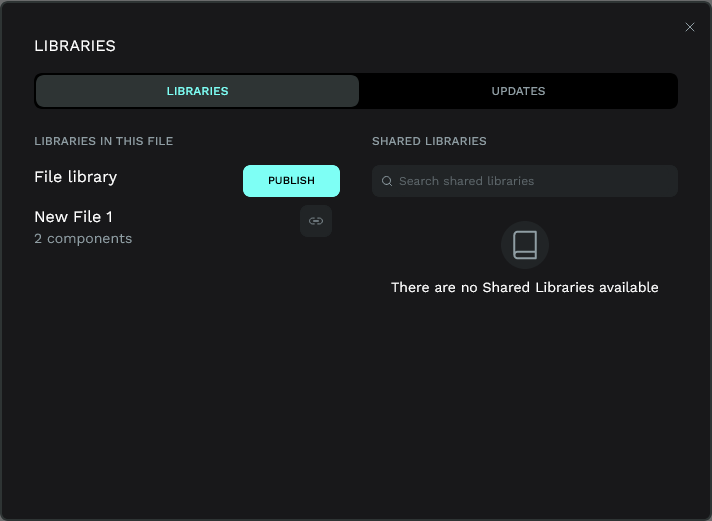 LIBRARIES
LIBRARIES
UPDATES
LIBRARIES IN THIS FILE
File library
PUBLISH
New File 1
2 components
SHARED LIBRARIES
Search shared libraries
There are no Shared Libraries available